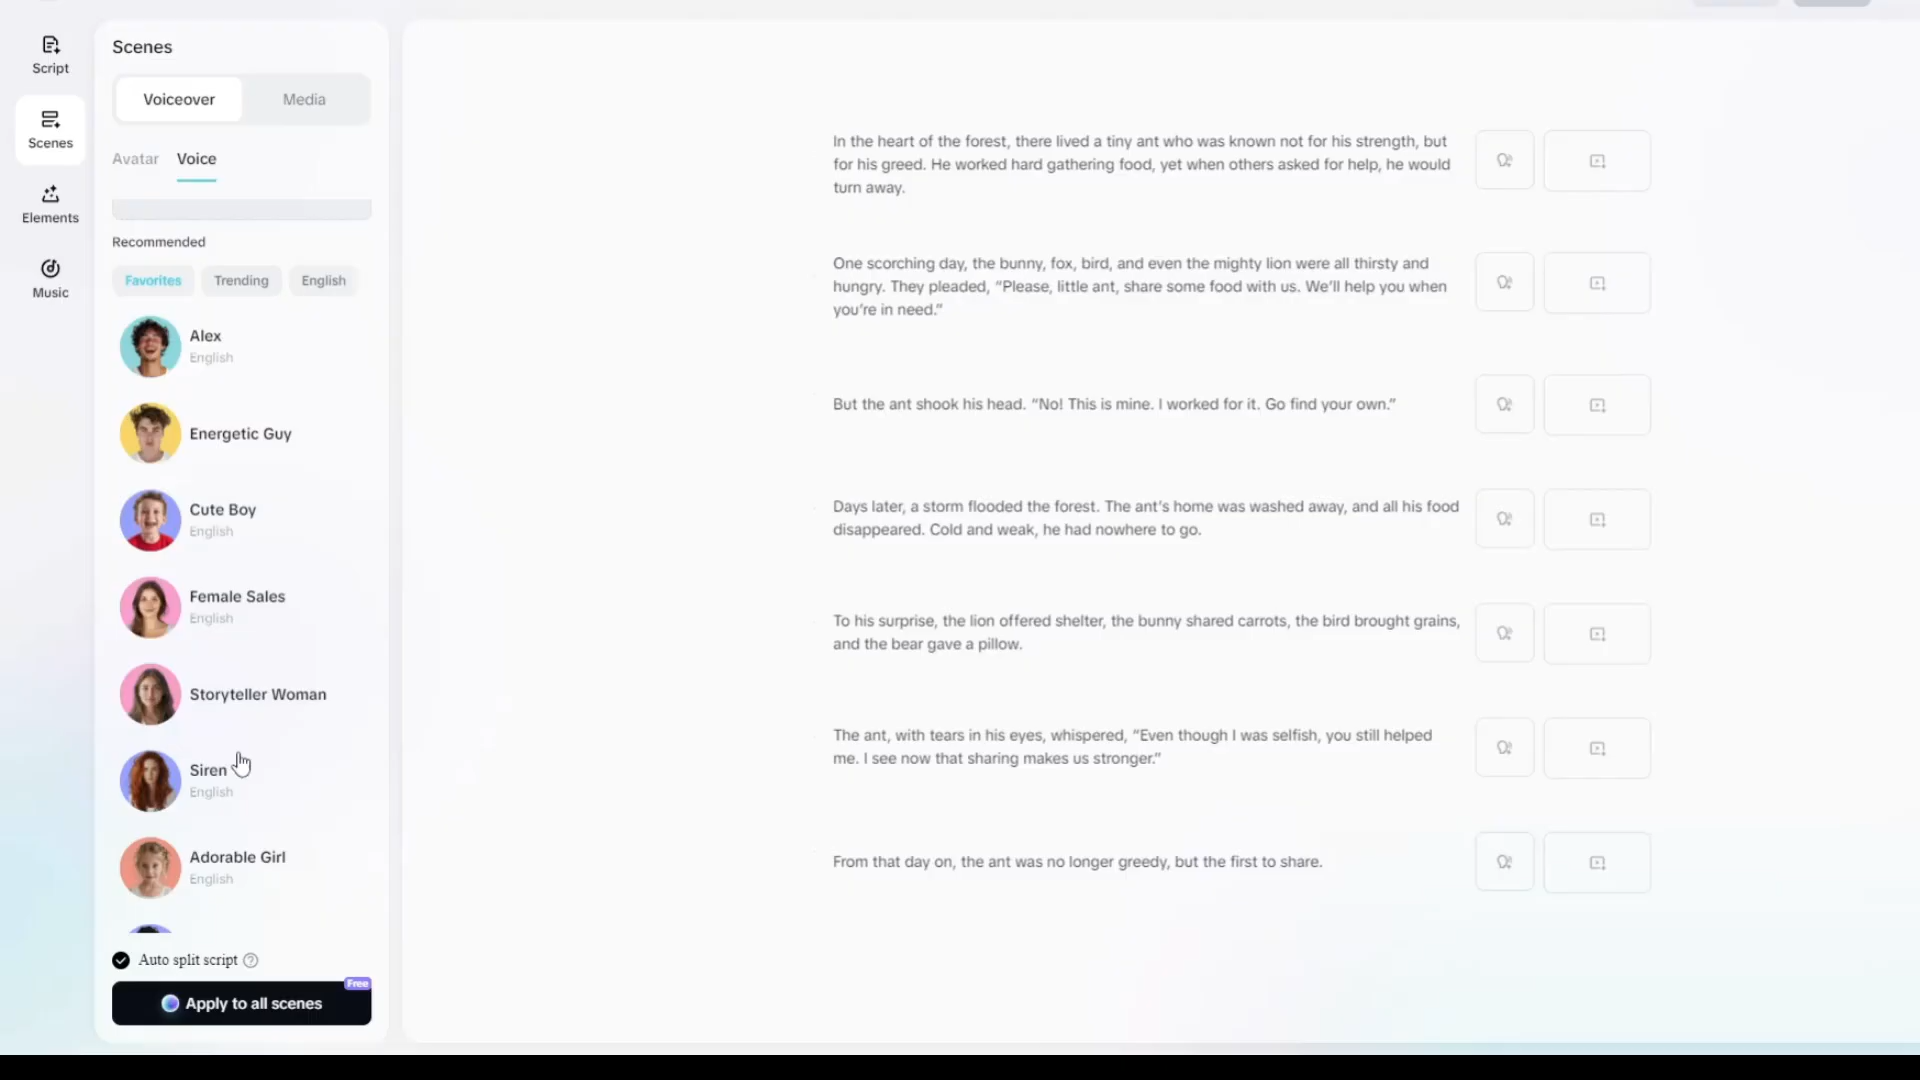 Script
Scenes
Elements
Music
Scenes
Voiceover
Media
Avatar
Voice
Recommended
Favorites
Trending
English
Alex
English
Energetic Guy
Cute Boy
English
Female Sales
English
Storyteller Woman
Siren
English
Adorable Girl
English
Auto split script
Free
Apply to all scenes
In the heart of the forest, there lived a tiny ant who was known not for his strength, but
for his greed. He worked hard gathering food, yet when others asked for help, he would
turn away.
One scorching day, the bunny, fox, bird, and even the mighty lion were all thirsty and
hungry. They pleaded, “Please, little ant, share some food with us. We’ll help you when
you’re in need.”
But the ant shook his head. “No! This is mine. I worked for it. Go find your own.”
Days later, a storm flooded the forest. The ant’s home was washed away, and all his food
disappeared. Cold and weak, he had nowhere to go.
To his surprise, the lion offered shelter, the bunny shared carrots, the bird brought grains,
and the bear gave a pillow.
The ant, with tears in his eyes, whispered, “Even though I was selfish, you still helped
me. I see now that sharing makes us stronger.”
From that day on, the ant was no longer greedy, but the first to share.